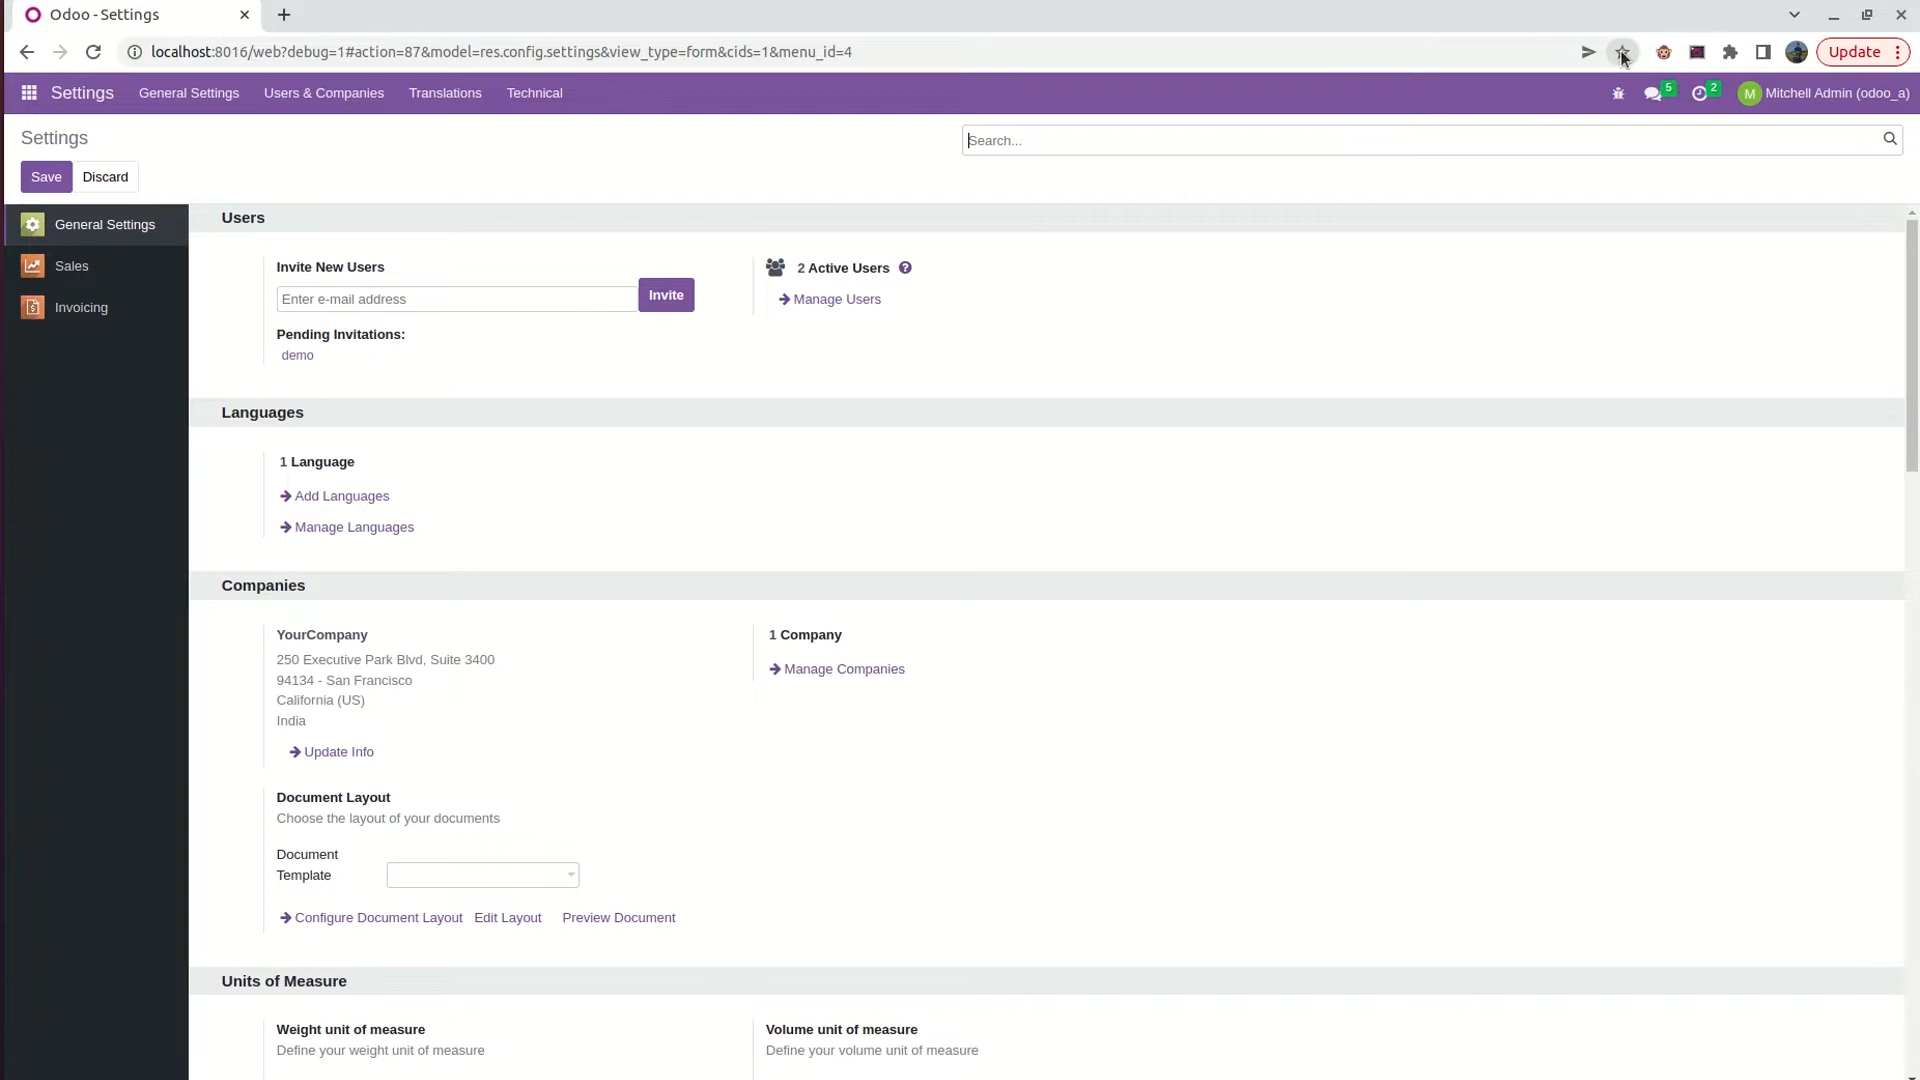 Odoo - Settings
localhost:8016/web?debug=1#action=87&model=res.config.settings&view_type=form&cids=1&menu_id=4
Update
Settings
General Settings
Users & Companies
Translations
Technical
5
2
M
Mitchell Admin (odoo_a)
Settings
Search...
Save
Discard
General Settings
Sales
Invoicing
Users
Invite New Users
Enter e-mail address
Invite
Pending Invitations:
demo
2 Active Users ?
Manage Users
Languages
1 Language
Add Languages
Manage Languages
Companies
YourCompany
250 Executive Park Blvd, Suite 3400
94134 - San Francisco
California (US)
India
Update Info
1 Company
Manage Companies
Document Layout
Choose the layout of your documents
Document
Template
Configure Document Layout
Edit Layout
Preview Document
Units of Measure
Weight unit of measure
Define your weight unit of measure
Volume unit of measure
Define your volume unit of measure